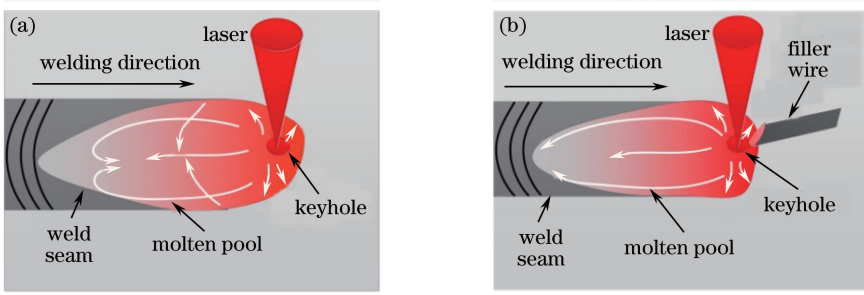 (a)
laser
welding direction
keyhole
weld
seam
molten pool
(b)
laser
filler
wire
welding direction
keyhole
weld
seam
molten pool